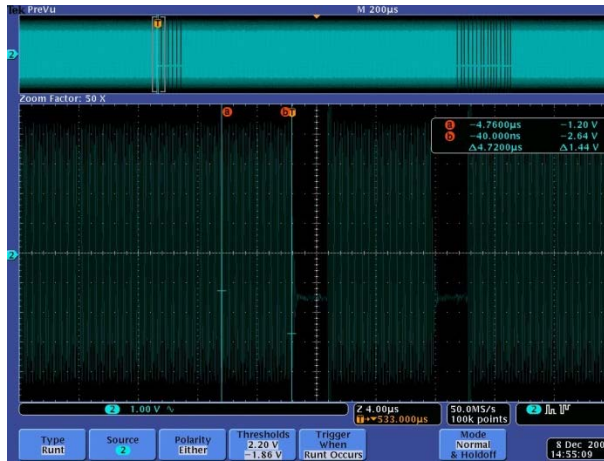 Tek PreVu M 200µs
T
2
Zoom Factor: 50 X
a b T
a −4.7600µs −1.20 V
b −40.000ns −2.64 V
Δ4.7200µs Δ1.44 V
2
2 1.00 V Z 4.00µs 50.0MS/s 2
T 533.000µs 100k points
Type Source Polarity Thresholds Trigger Mode
Runt 2 Either 2.20 V When Normal
−1.86 V Runt Occurs & Holdoff
8 Dec 200
14:55:09